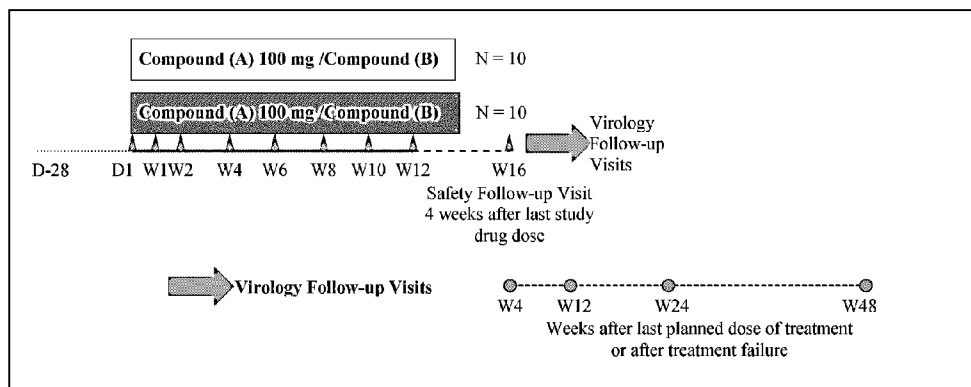 Compound (A) 100 mg /Compound (B) N = 10
Compound (A) 100 mg /Compound (B) N = 10
Virology
Follow-up
Visits
D-28 D1 W1 W2 W4 W6 W8 W10 W12 W16
Safety Follow-up Visit
4 weeks after last study
drug dose
Virology Follow-up Visits
W4 W12 W24 W48
Weeks after last planned dose of treatment
or after treatment failure